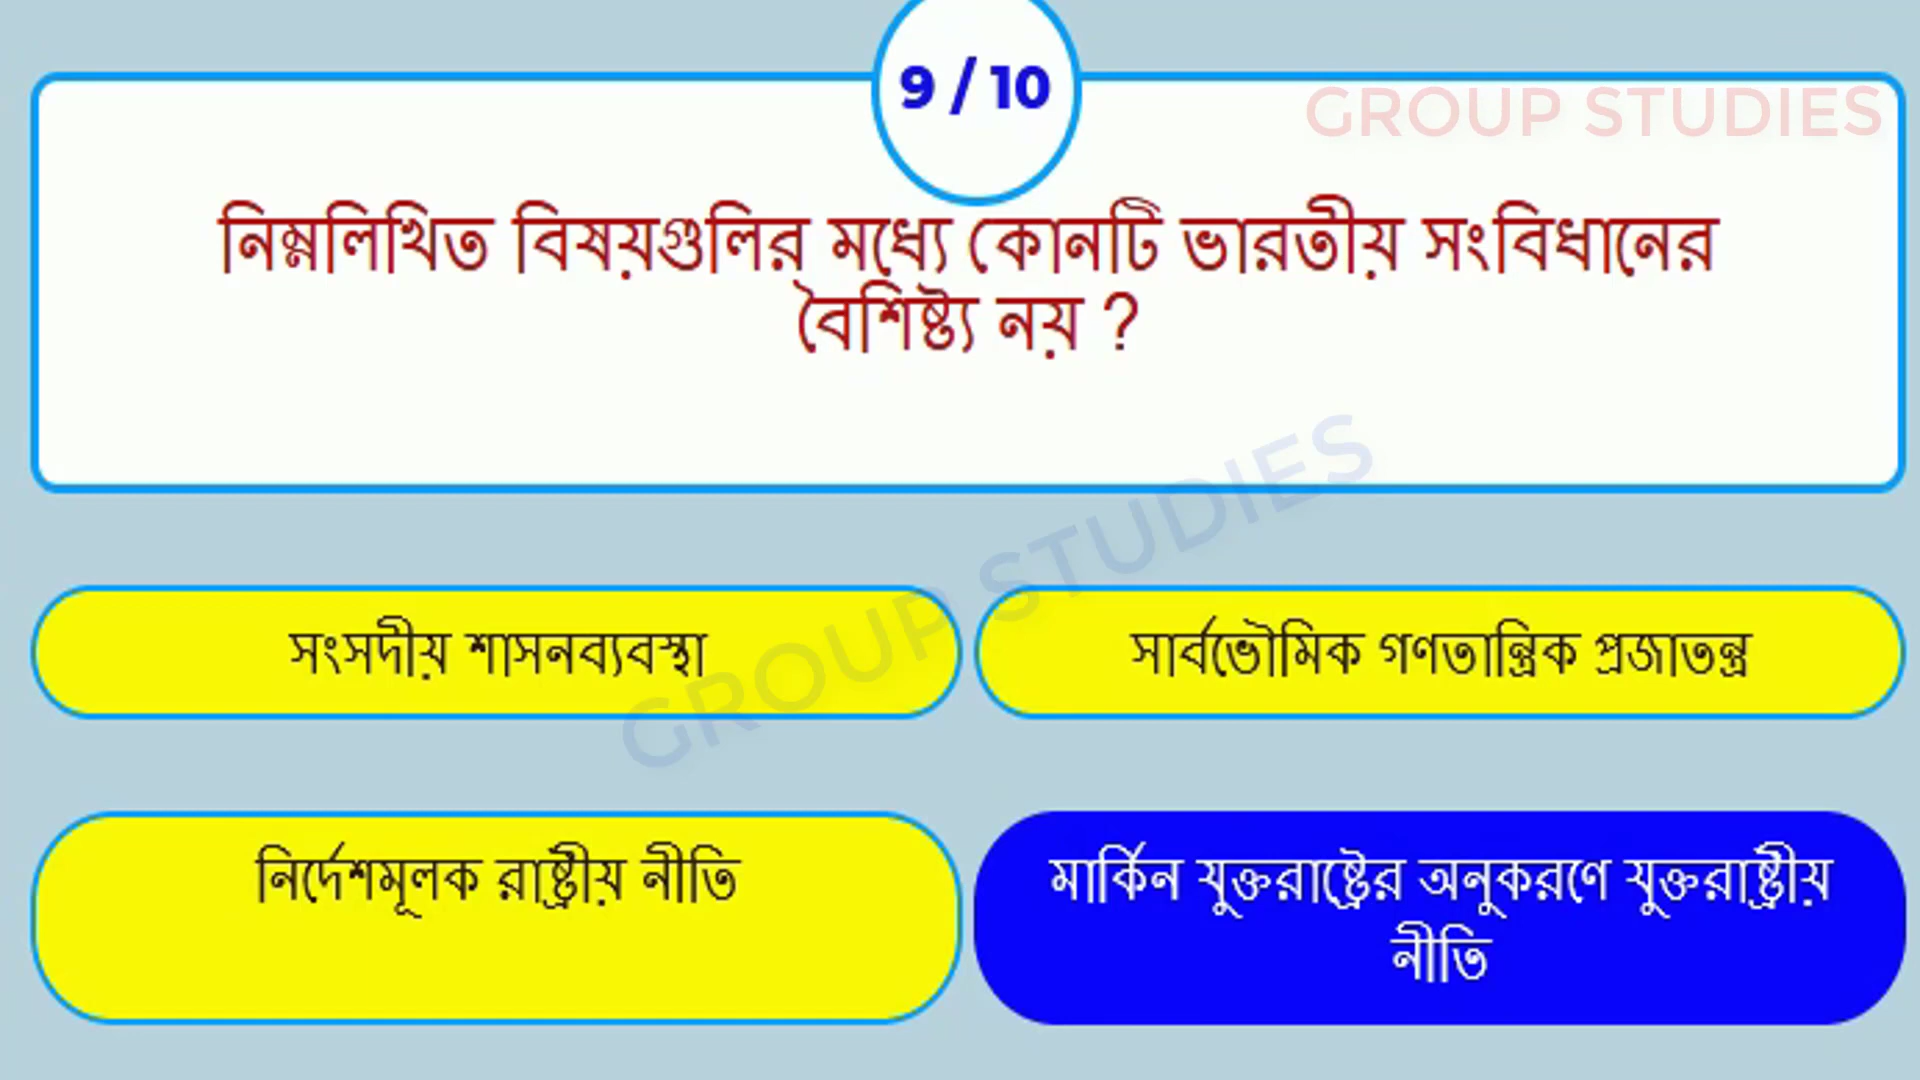 9 / 10
GROUP STUDIES
নিম্নলিখিত বিষয়গুলির মধ্যে কোনটি ভারতীয় সংবিধানের
বৈশিষ্ট্য নয় ?
GROUP STUDIES
সংসদীয় শাসনব্যবস্থা
সার্বভৌমিক গণতান্ত্রিক প্রজাতন্ত্র
নির্দেশমূলক রাষ্ট্রীয় নীতি
মার্কিন যুক্তরাষ্ট্রের অনুকরণে যুক্তরাষ্ট্রীয়
নীতি